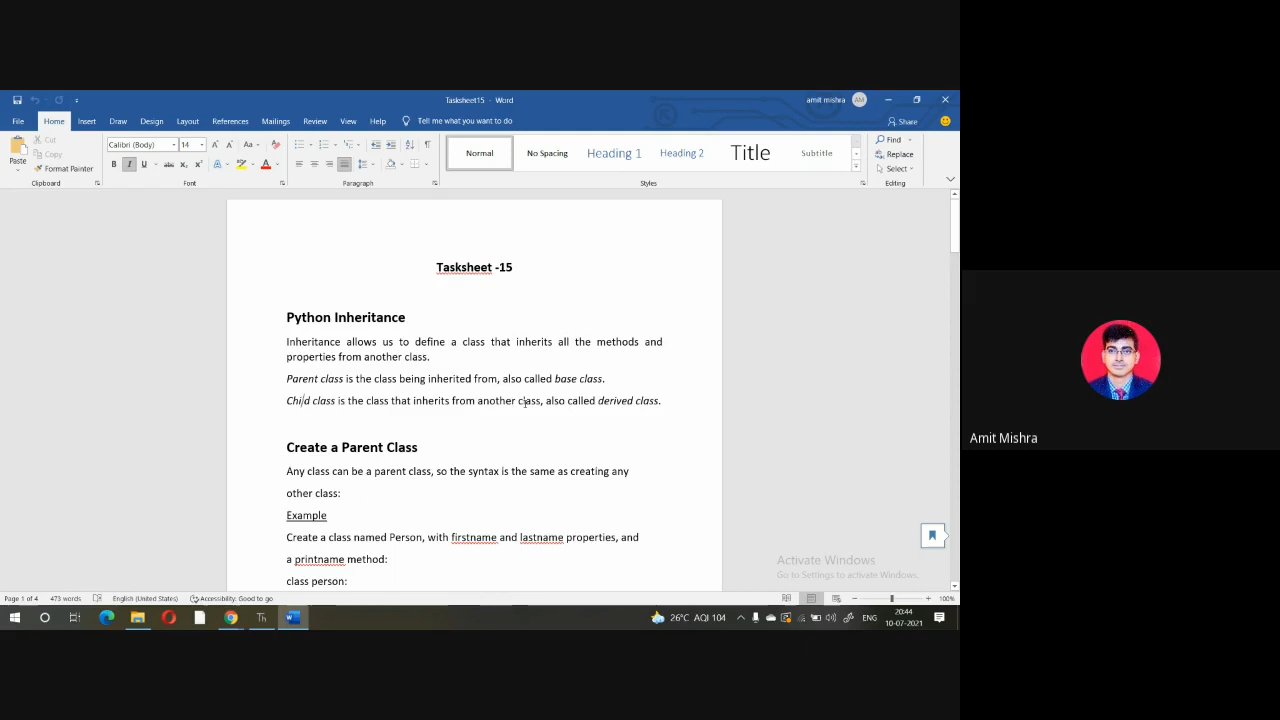 Tasksheet15 - Word
amit mishra AM
File Home Insert Draw Design Layout References Mailings Review View Help Tell me what you want to do Share
Paste
Cut
Copy
Format Painter
Clipboard
Calibri (Body) 14
Font
Paragraph
Normal No Spacing Heading 1 Heading 2 Title Subtitle
Styles
Find
Replace
Select
Editing
Tasksheet -15
Python Inheritance
Inheritance allows us to define a class that inherits all the methods and
properties from another class.
Parent class is the class being inherited from, also called base class.
Child class is the class that inherits from another class, also called derived class.
Create a Parent Class
Any class can be a parent class, so the syntax is the same as creating any
other class:
Example
Create a class named Person, with firstname and lastname properties, and
a printname method:
class person:
Activate Windows
Go to Settings to activate Windows.
Page 1 of 4 473 words English (United States) Accessibility: Good to go 100%
26°C AQI 104 ENG
20:44
10-07-2021
Amit Mishra